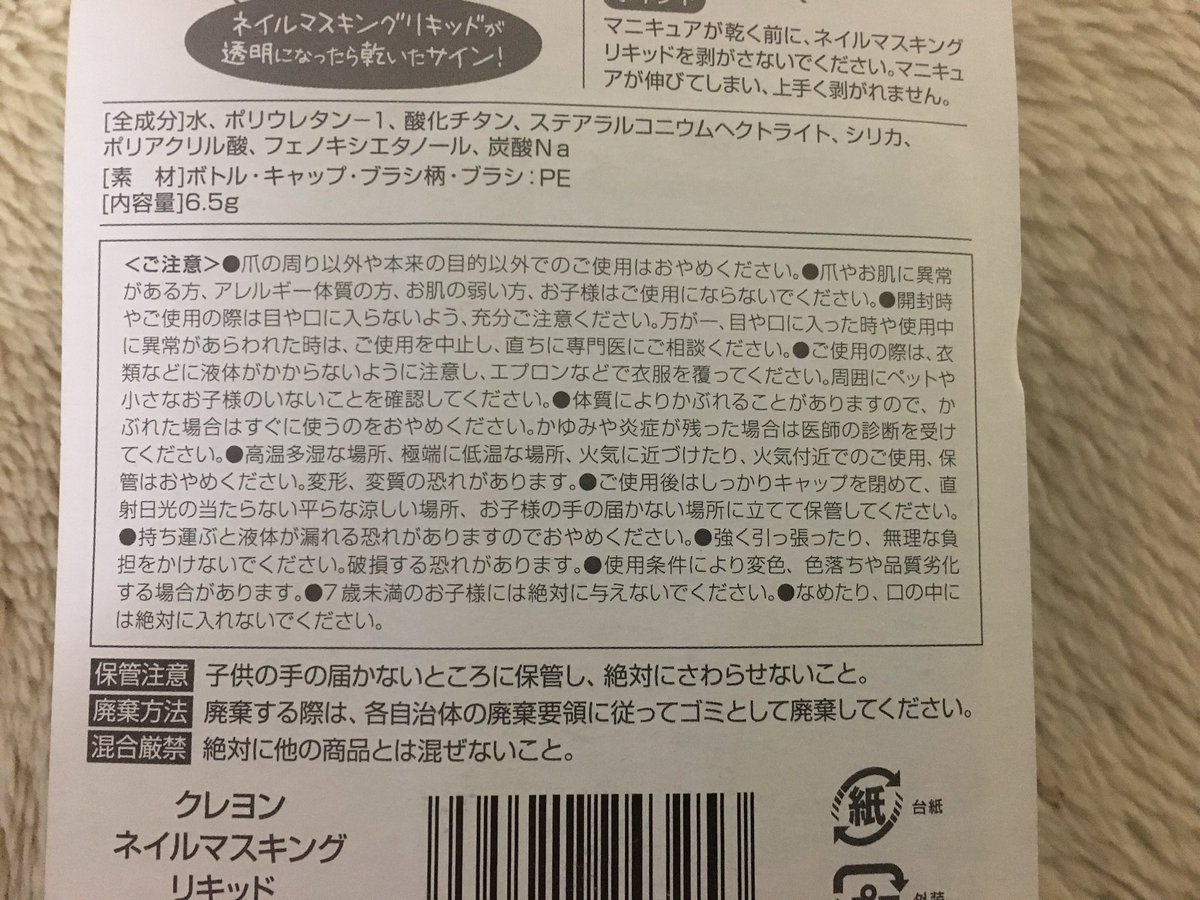 ネイルマスキングリキッドが
透明になったら乾いたサイン!
マニキュアが乾く前に、ネイルマスキング
リキッドを剥がさないでください。マニキュ
アが伸びてしまい、上手く剥がれません。
[全成分]水、ポリウレタン−1、酸化チタン、ステアラルコニウムヘクトライト、シリカ、
ポリアクリル酸、フェノキシエタノール、炭酸Na
[素　材]ボトル・キャップ・ブラシ柄・ブラシ:PE
[内容量]6.5g
<ご注意>●爪の周り以外や本来の目的以外でのご使用はおやめください。●爪やお肌に異常
がある方、アレルギー体質の方、お肌の弱い方、お子様はご使用にならないでください。●開封時
やご使用の際は目や口に入らないよう、充分ご注意ください。万が一、目や口に入った時や使用中
に異常があらわれた時は、ご使用を中止し、直ちに専門医にご相談ください。●ご使用の際は、衣
類などに液体がかからないように注意し、エプロンなどで衣服を覆ってください。周囲にペットや
小さなお子様のいないことを確認してください。●体質によりかぶれることがありますので、か
ぶれた場合はすぐに使うのをおやめください。かゆみや炎症が残った場合は医師の診断を受け
てください。●高温多湿な場所、極端に低温な場所、火気に近づけたり、火気付近でのご使用、保
管はおやめください。変形、変質の恐れがあります。●ご使用後はしっかりキャップを閉めて、直
射日光の当たらない平らな涼しい場所、お子様の手の届かない場所に立てて保管してください。
●持ち運ぶと液体が漏れる恐れがありますのでおやめください。●強く引っ張ったり、無理な負
担をかけないでください。破損する恐れがあります。●使用条件により変色、色落ちや品質劣化
する場合があります。●7歳未満のお子様には絶対に与えないでください。●なめたり、口の中に
は絶対に入れないでください。
保管注意 子供の手の届かないところに保管し、絶対にさわらせないこと。
廃棄方法 廃棄する際は、各自治体の廃棄要領に従ってゴミとして廃棄してください。
混合厳禁 絶対に他の商品とは混ぜないこと。
クレヨン
ネイルマスキング
リキッド
紙 台紙